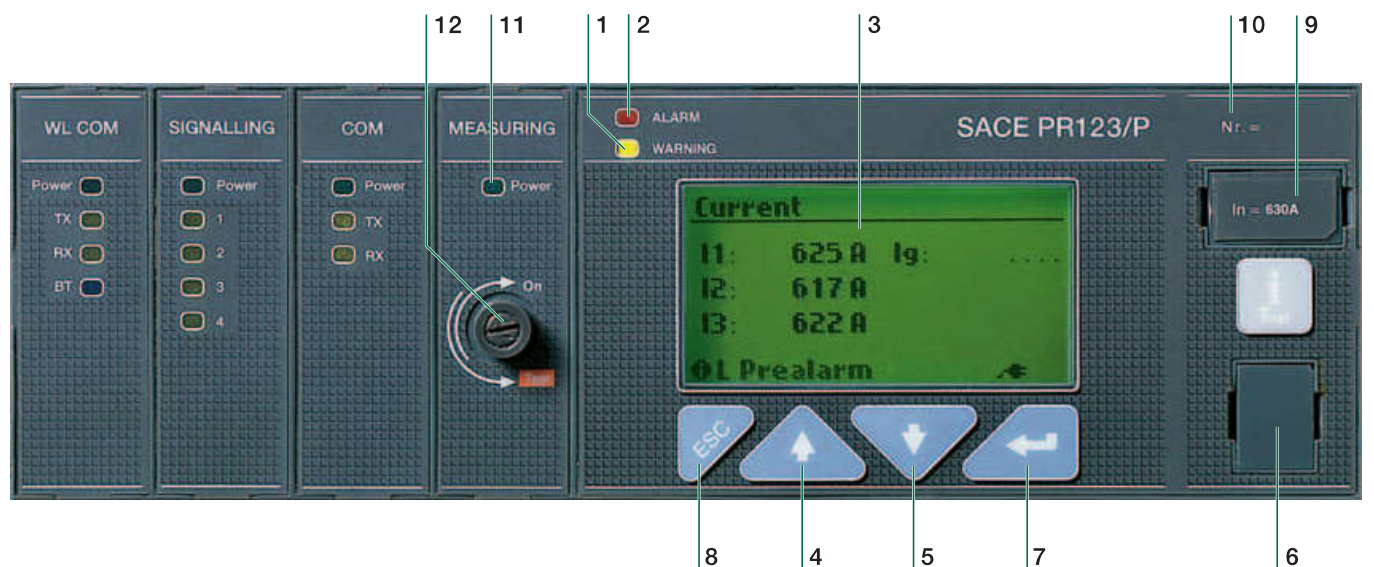 12
11
1
2
3
10
9
WL COM
Power
TX
RX
BT
SIGNALLING
Power
1
2
3
4
COM
Power
TX
RX
MEASURING
Power
On
Test
ALARM
WARNING
SACE PR123/P
Current
I1: 625 A Ig: ....
I2: 617 A
I3: 622 A
L Prealarm
ESC
Nr. =
In = 630A
i
Test
8
4
5
7
6